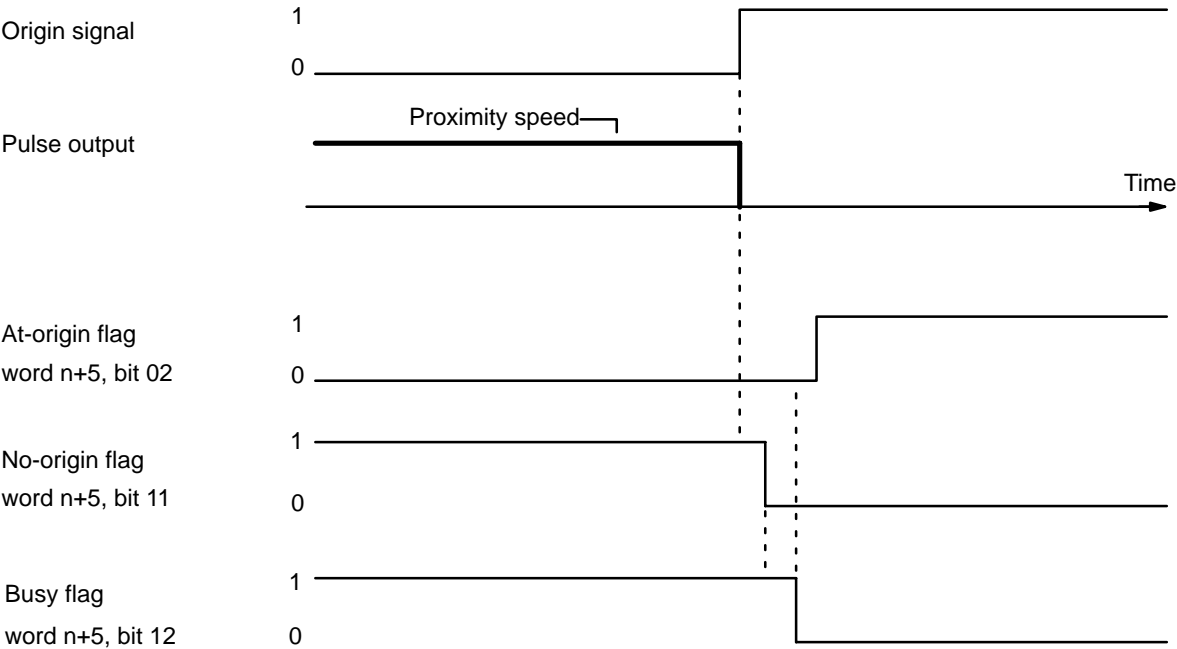 Origin signal
1
0
Proximity speed
Pulse output
Time
At-origin flag
word n+5, bit 02
1
0
No-origin flag
word n+5, bit 11
1
0
Busy flag
word n+5, bit 12
1
0